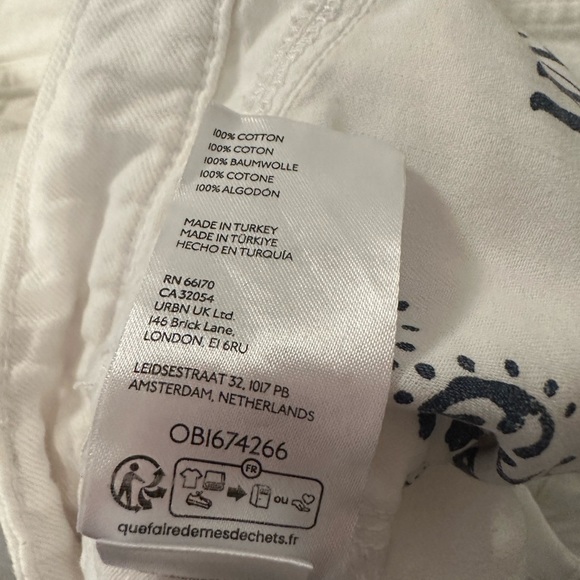 100% COTTON
100% COTON
100% BAUMWOLLE
100% COTONE
100% ALGODÓN
MADE IN TURKEY
MADE IN TÜRKIYE
HECHO EN TURQUÍA
RN 66170
CA 32054
URBN UK Ltd.
146 Brick Lane,
LONDON, E1 6RU
LEIDSESTRAAT 32, 1017 PB
AMSTERDAM, NETHERLANDS
OB1674266
FR
OU
quefairedemesdechets.fr